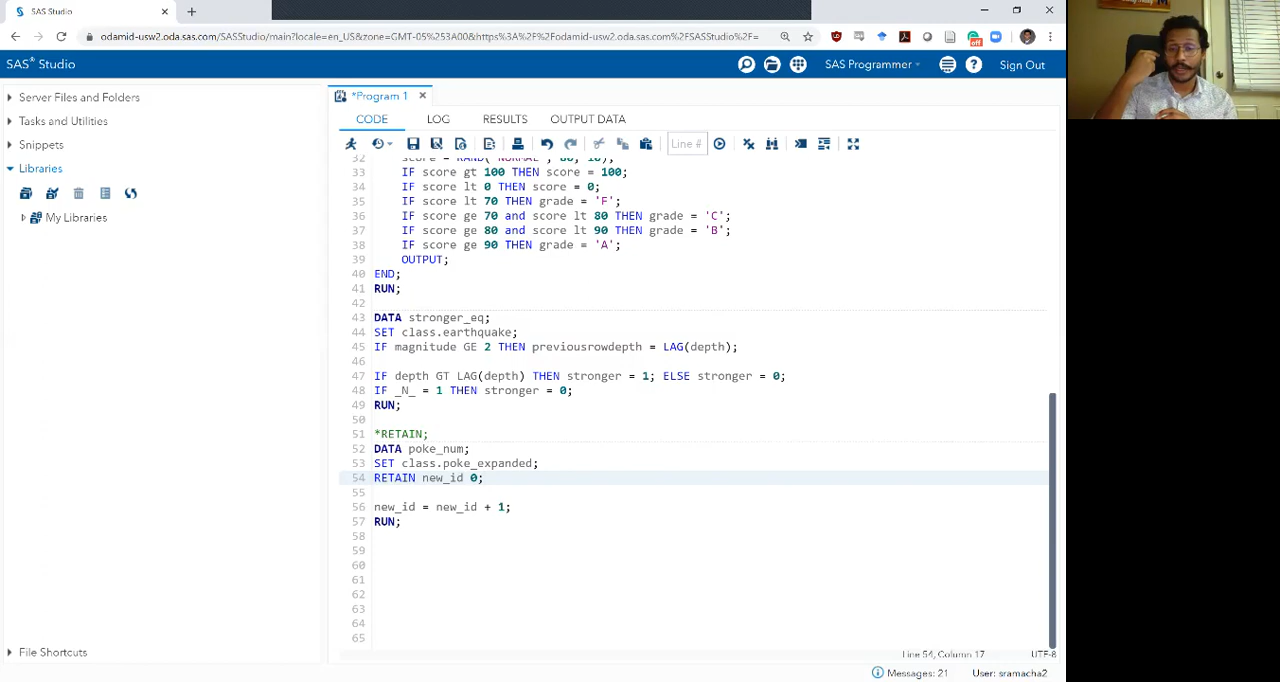 SAS Studio
odamid-usw2.oda.sas.com/SASStudio/main?locale=en_US&zone=GMT-05%253A00&https%3A%2F%2Fodamid-usw2.oda.sas.com%2FSASStudio%2F=
off
SAS® Studio
SAS Programmer
Sign Out
Server Files and Folders
Tasks and Utilities
Snippets
Libraries
My Libraries
File Shortcuts
*Program 1
CODE LOG RESULTS OUTPUT DATA
Line #
32 score = RAND('NORMAL', 80, 10);
33 IF score gt 100 THEN score = 100;
34 IF score lt 0 THEN score = 0;
35 IF score lt 70 THEN grade = 'F';
36 IF score ge 70 and score lt 80 THEN grade = 'C';
37 IF score ge 80 and score lt 90 THEN grade = 'B';
38 IF score ge 90 THEN grade = 'A';
39 OUTPUT;
40 END;
41 RUN;
42
43 DATA stronger_eq;
44 SET class.earthquake;
45 IF magnitude GE 2 THEN previousrowdepth = LAG(depth);
46
47 IF depth GT LAG(depth) THEN stronger = 1; ELSE stronger = 0;
48 IF _N_ = 1 THEN stronger = 0;
49 RUN;
50
51 *RETAIN;
52 DATA poke_num;
53 SET class.poke_expanded;
54 RETAIN new_id 0;
55
56 new_id = new_id + 1;
57 RUN;
58
59
60
61
62
63
64
65
Line 54, Column 17 UTF-8
Messages: 21 User: sramacha2